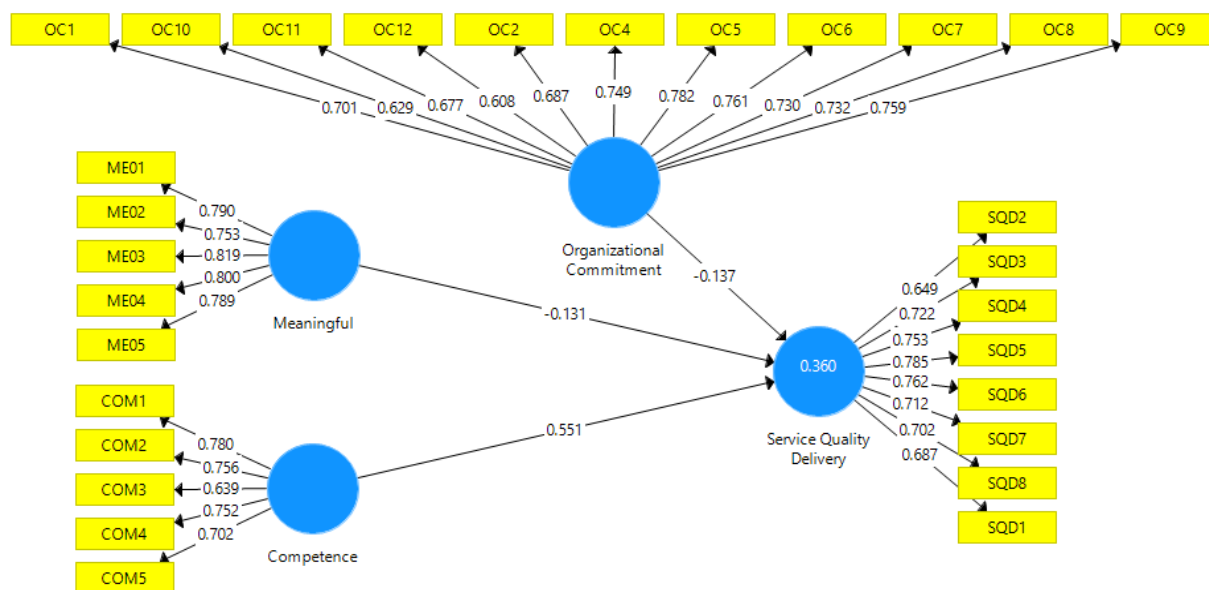 OC1 OC10 OC11 OC12 OC2 OC4 OC5 OC6 OC7 OC8 OC9
0.701 0.629 0.677 0.608 0.687 0.749 0.782 0.761 0.730 0.732 0.759
ME01
ME02
ME03
ME04
ME05
0.790
0.753
0.819
0.800
0.789
Meaningful
Organizational
Commitment
-0.137
-0.131
COM1
COM2
COM3
COM4
COM5
0.780
0.756
0.639
0.752
0.702
Competence
0.551
0.360
Service Quality
Delivery
0.649
0.722
0.753
0.785
0.762
0.712
0.702
0.687
SQD2
SQD3
SQD4
SQD5
SQD6
SQD7
SQD8
SQD1